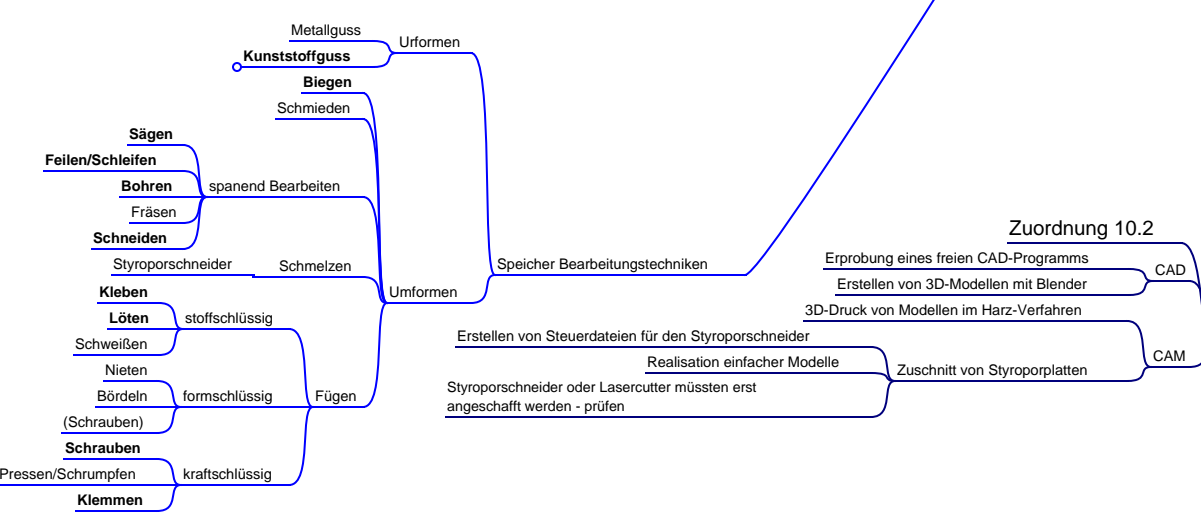 Metallguss
Urformen
Kunststoffguss
Biegen
Schmieden
Sägen
Feilen/Schleifen
Bohren
spanend Bearbeiten
Fräsen
Schneiden
Styroporschneider
Schmelzen
Speicher Bearbeitungstechniken
Umformen
Kleben
Löten
stoffschlüssig
Schweißen
Nieten
Bördeln
formschlüssig
Fügen
(Schrauben)
Schrauben
Pressen/Schrumpfen
kraftschlüssig
Klemmen
Zuordnung 10.2
Erprobung eines freien CAD-Programms
CAD
Erstellen von 3D-Modellen mit Blender
3D-Druck von Modellen im Harz-Verfahren
CAM
Erstellen von Steuerdateien für den Styroporschneider
Realisation einfacher Modelle
Zuschnitt von Styroporplatten
Styroporschneider oder Lasercutter müssten erst
angeschafft werden - prüfen